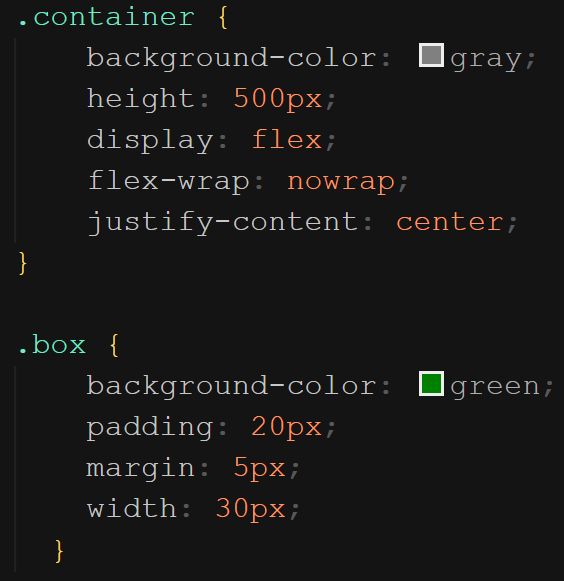 .container {
background-color: gray;
height: 500px;
display: flex;
flex-wrap: nowrap;
justify-content: center;
}
.box {
background-color: green;
padding: 20px;
margin: 5px;
width: 30px;
}